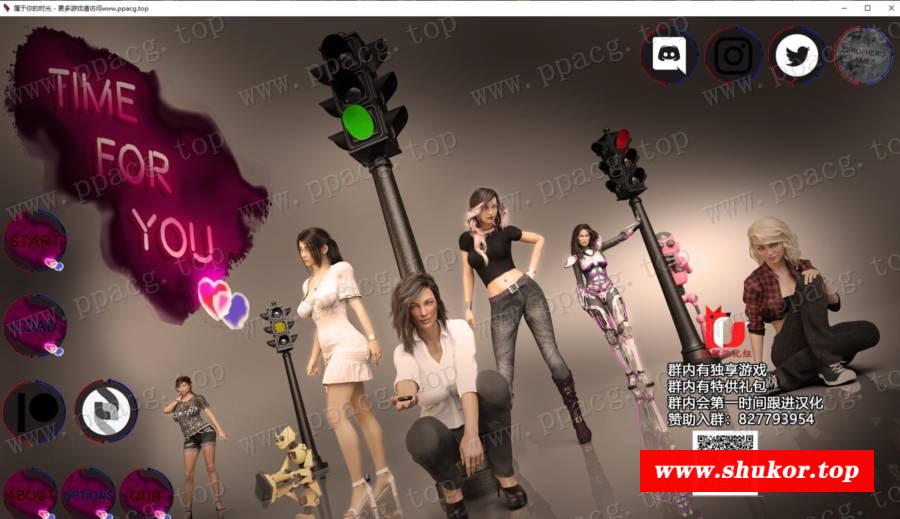 属于你的时光 - 更多游戏请访问www.ppacg.top
TIME
FOR
YOU
START
LOAD
ABOUT
OPTIONS
QUIT
www.ppacg.top
群内有独享游戏
群内有特供礼包
群内会第一时间跟进汉化
赞助入群：827793954
www.shukor.top